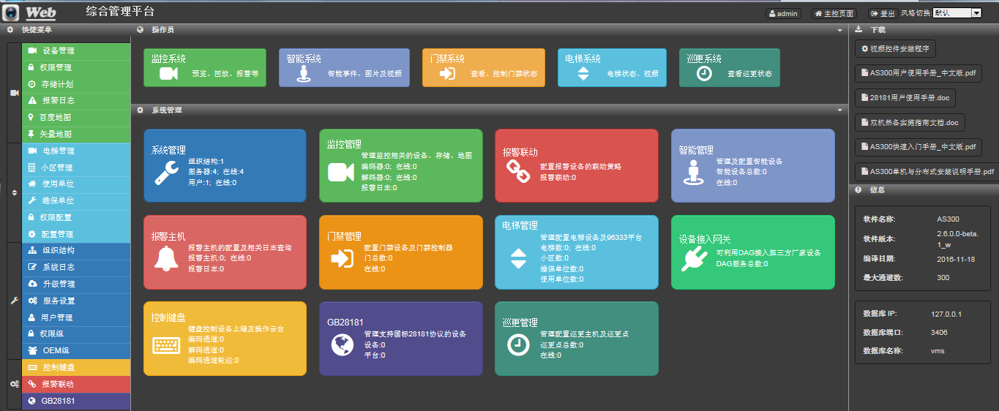 Web
综合管理平台
admin
主控页面
登出
风格切换:
默认
快捷菜单
设备管理
权限管理
存储计划
报警日志
百度地图
矢量地图
电梯管理
小区管理
使用单位
维保单位
权限配置
配置管理
组织结构
系统日志
升级管理
服务设置
用户管理
权限组
OEM组
控制键盘
报警联动
GB28181
操作员
监控系统
预览、回放、报警等
智能系统
智能事件、图片及视频
门禁系统
查看、控制门禁状态
电梯系统
电梯状态、视频
巡更系统
查看巡更状态
系统管理
系统管理
组织结构:1
服务器:4; 在线:4
用户:1; 在线:0
监控管理
管理监控相关的设备、存储、地图
编码器:0; 在线:0
解码器:0; 在线:0
报警日志:0
报警联动
配置报警设备的联动策略
报警联动:0
智能管理
管理及配置智能设备
智能设备总数:0
在线:0
报警主机
报警主机的配置及相关日志查询
报警主机:0; 在线:0
报警日志:0
门禁管理
配置门禁设备及门禁控制器
门总数:0
在线:0
电梯管理
管理配置电梯设备及96333平台
电梯数:0; 在线:0
小区数:0
维保单位数:0
使用单位数:0
设备接入网关
可利用DAG接入第三方厂家设备
DAG服务总数:0
控制键盘
键盘控制设备上墙及操作云台
编码通道:0
解码通道:0
编码通道轮巡:0
GB28181
管理支持国标28181协议的设备
设备:0
平台:0
巡更管理
管理配置巡更主机及巡更点
巡更点总数:0
在线:0
下载
视频控件安装程序
AS300用户使用手册_中文版.pdf
28181用户使用手册.doc
双机热备实施指南文档.doc
AS300快速入门手册_中文版.pdf
AS300单机与分布式安装说明手册.pdf
信息
软件名称: AS300
软件版本: 2.6.0.0-beta.
1_w
编译日期: 2016-11-18
最大通道数: 300
数据库 IP: 127.0.0.1
数据库端口: 3406
数据库名称: vms